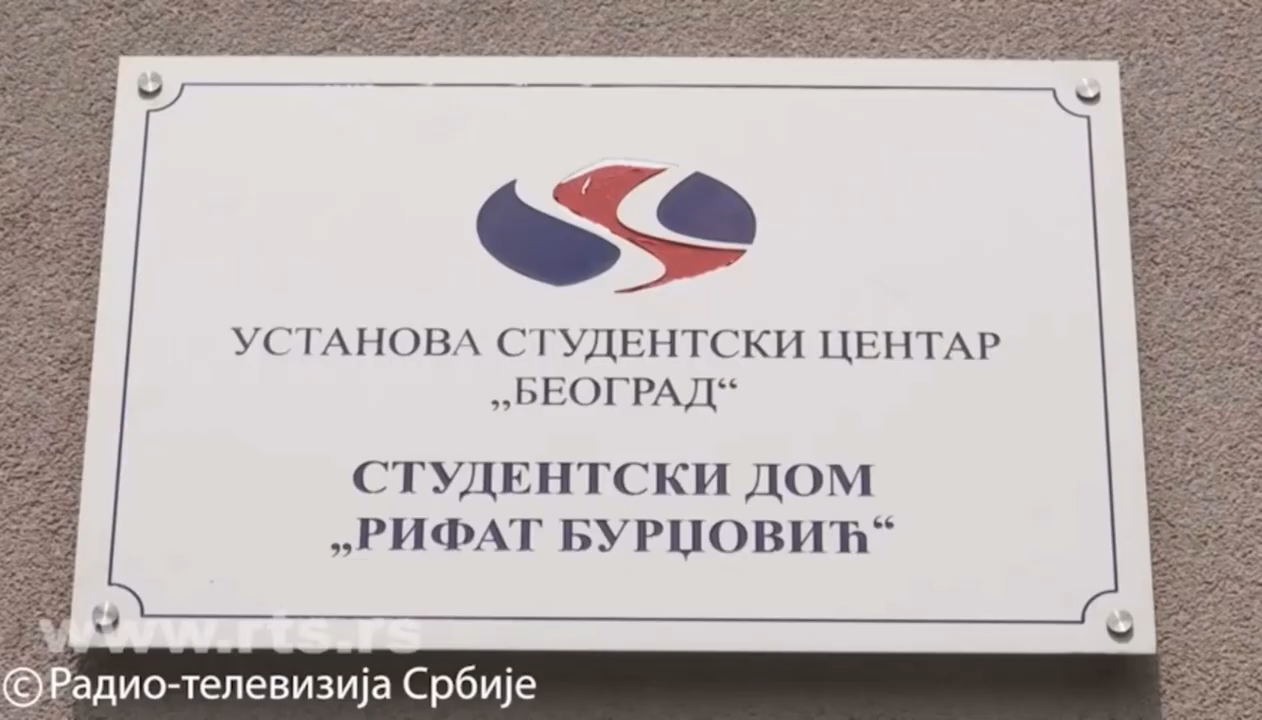 УСТАНОВА СТУДЕНТСКИ ЦЕНТАР
„БЕОГРАД“
СТУДЕНТСКИ ДОМ
„РИФАТ БУРЏОВИЋ“
www.rts.rs
©Радио-телевизија Србије